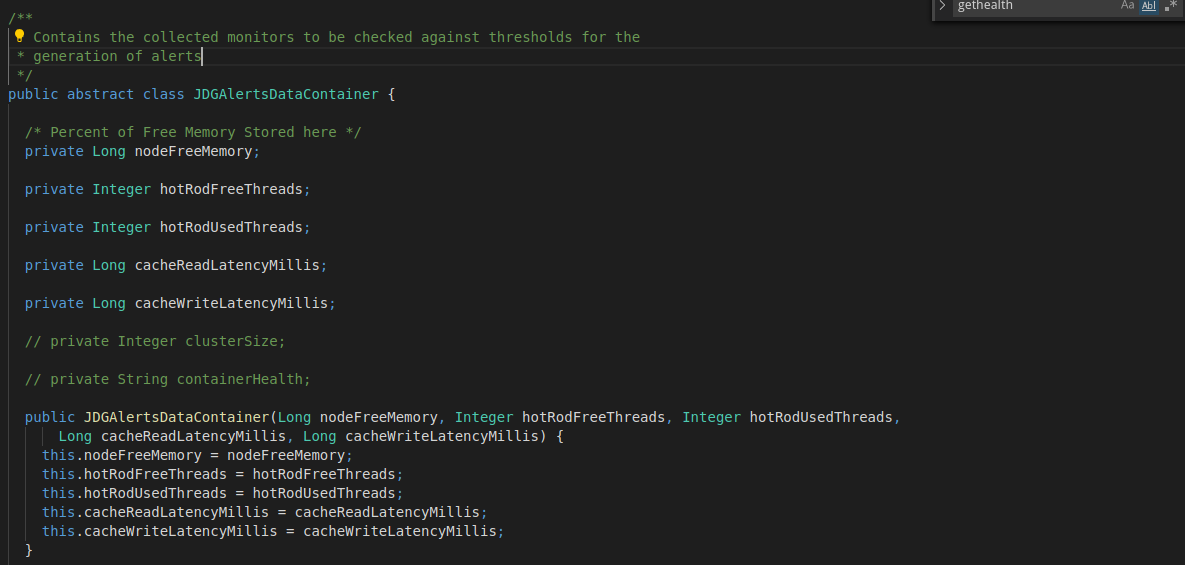 gethealth Aa Abl .*
/**
Contains the collected monitors to be checked against thresholds for the
* generation of alerts
*/
public abstract class JDGAlertsDataContainer {
/* Percent of Free Memory Stored here */
private Long nodeFreeMemory;
private Integer hotRodFreeThreads;
private Integer hotRodUsedThreads;
private Long cacheReadLatencyMillis;
private Long cacheWriteLatencyMillis;
// private Integer clusterSize;
// private String containerHealth;
public JDGAlertsDataContainer(Long nodeFreeMemory, Integer hotRodFreeThreads, Integer hotRodUsedThreads,
Long cacheReadLatencyMillis, Long cacheWriteLatencyMillis) {
this.nodeFreeMemory = nodeFreeMemory;
this.hotRodFreeThreads = hotRodFreeThreads;
this.hotRodUsedThreads = hotRodUsedThreads;
this.cacheReadLatencyMillis = cacheReadLatencyMillis;
this.cacheWriteLatencyMillis = cacheWriteLatencyMillis;
}